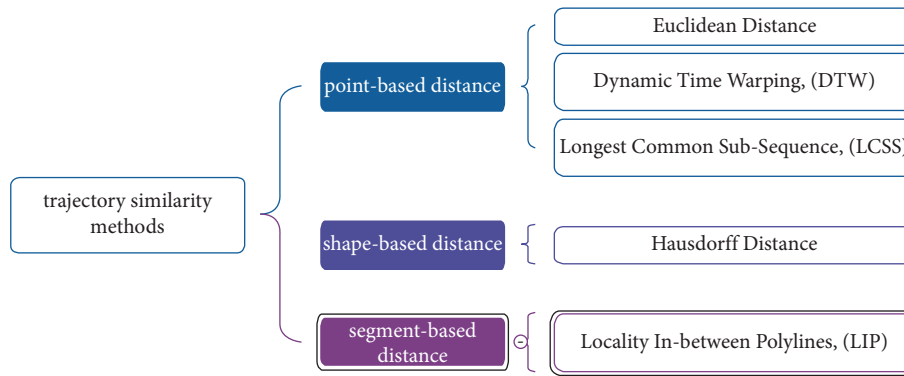 trajectory similarity
methods
point-based distance
Euclidean Distance
Dynamic Time Warping, (DTW)
Longest Common Sub-Sequence, (LCSS)
shape-based distance
Hausdorff Distance
segment-based
distance
Locality In-between Polylines, (LIP)